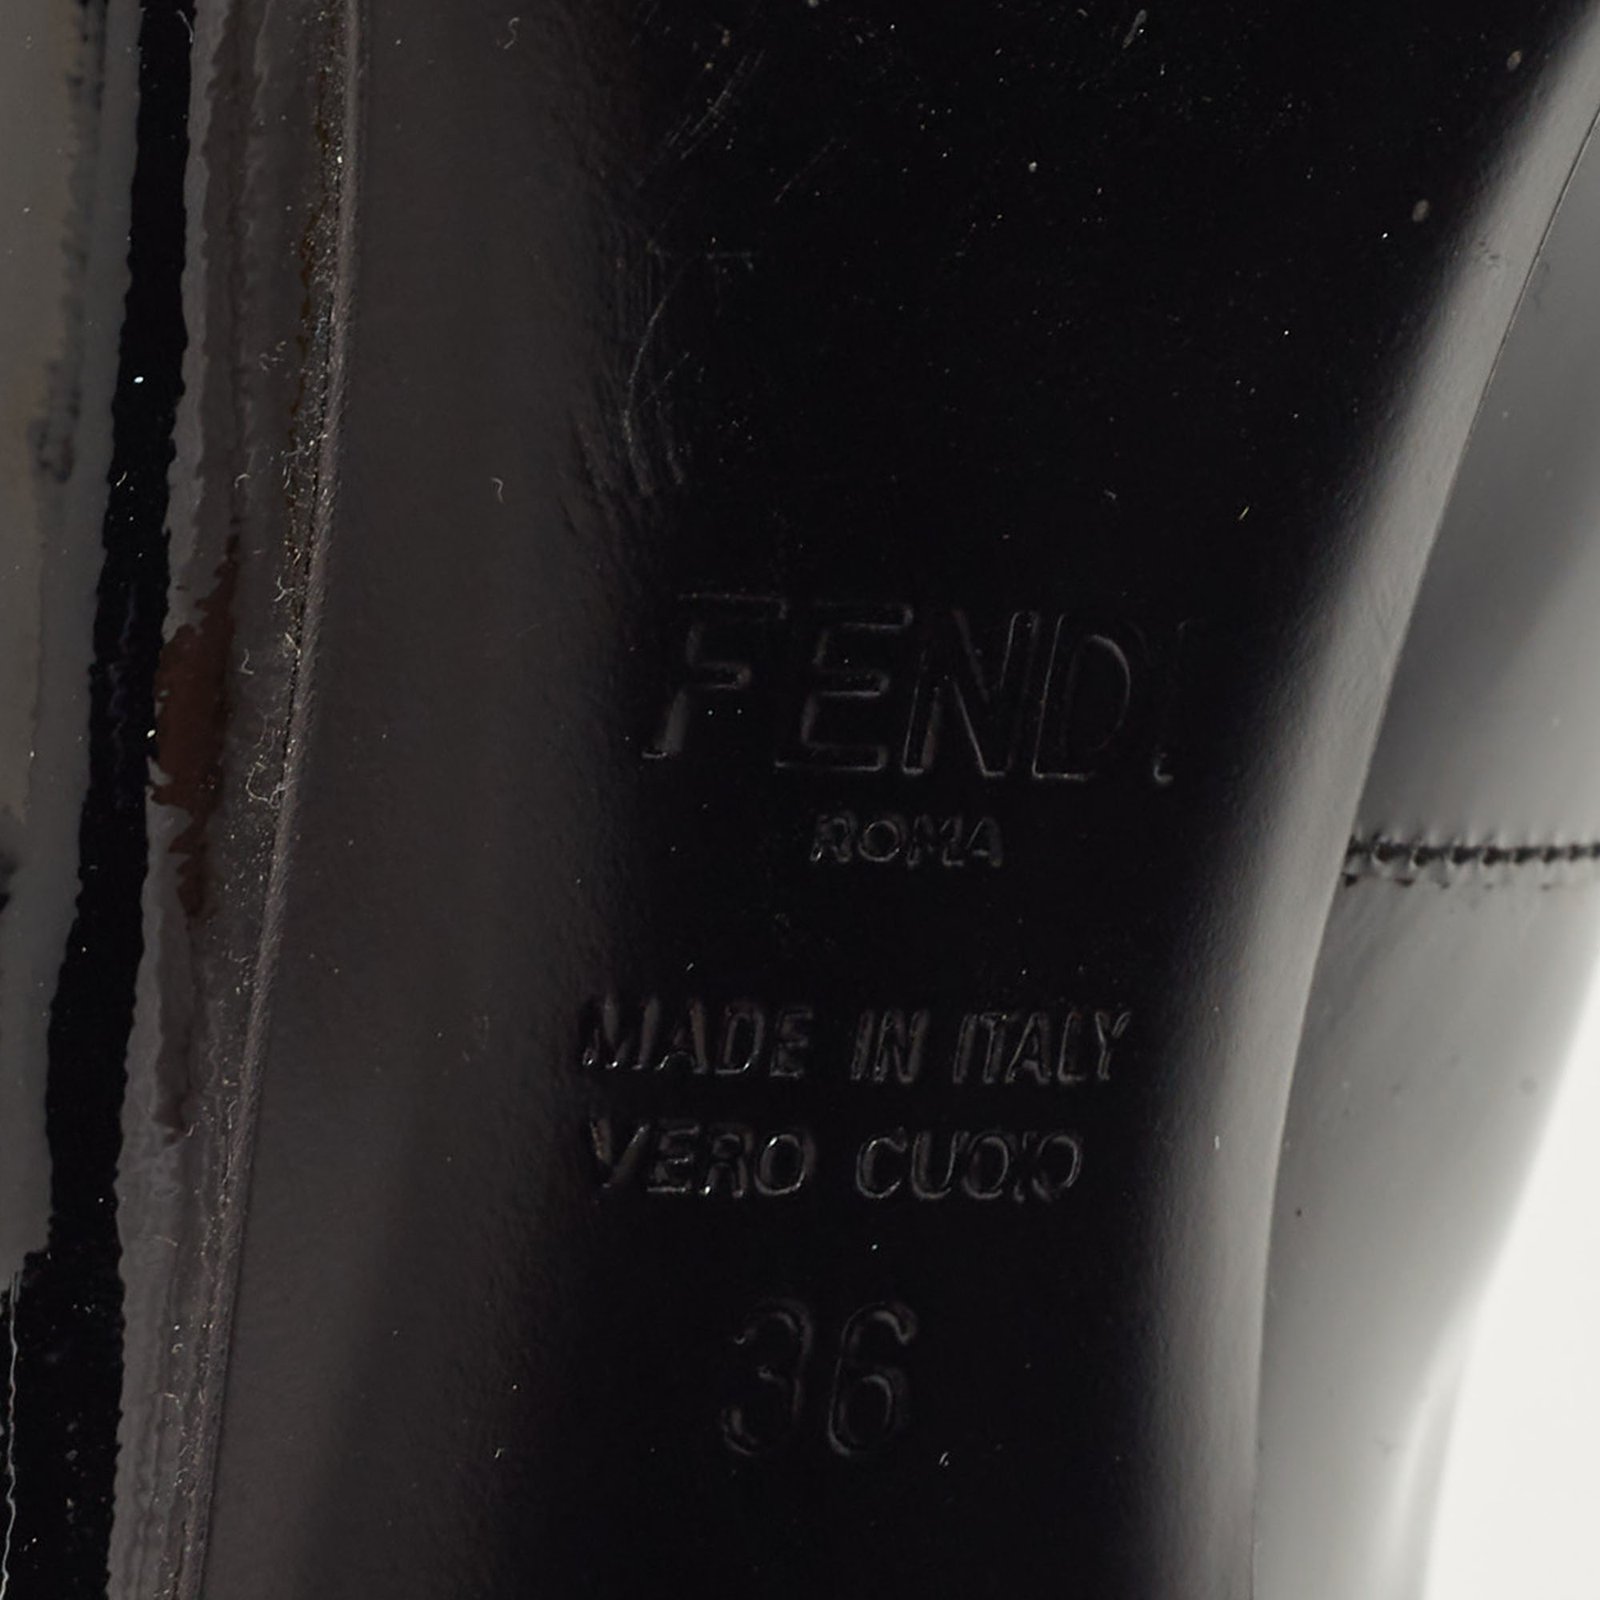 FENDI
ROMA
MADE IN ITALY
VERO CUOIO
36